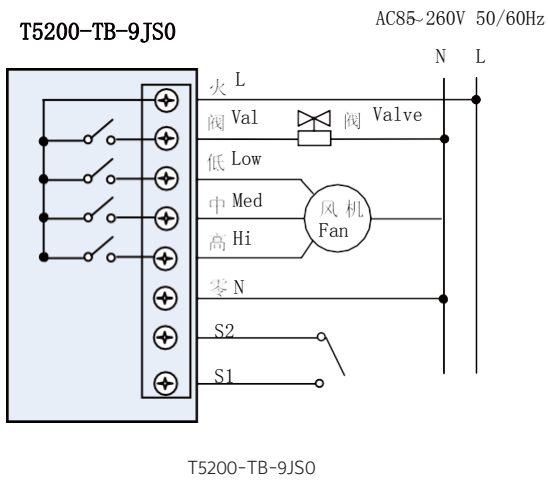 AC85~260V 50/60Hz
T5200-TB-9JS0
N L
火 L
阀 Val 阀 Valve
低 Low
中 Med
风机
Fan
高 Hi
零 N
S2
S1
T5200-TB-9JS0